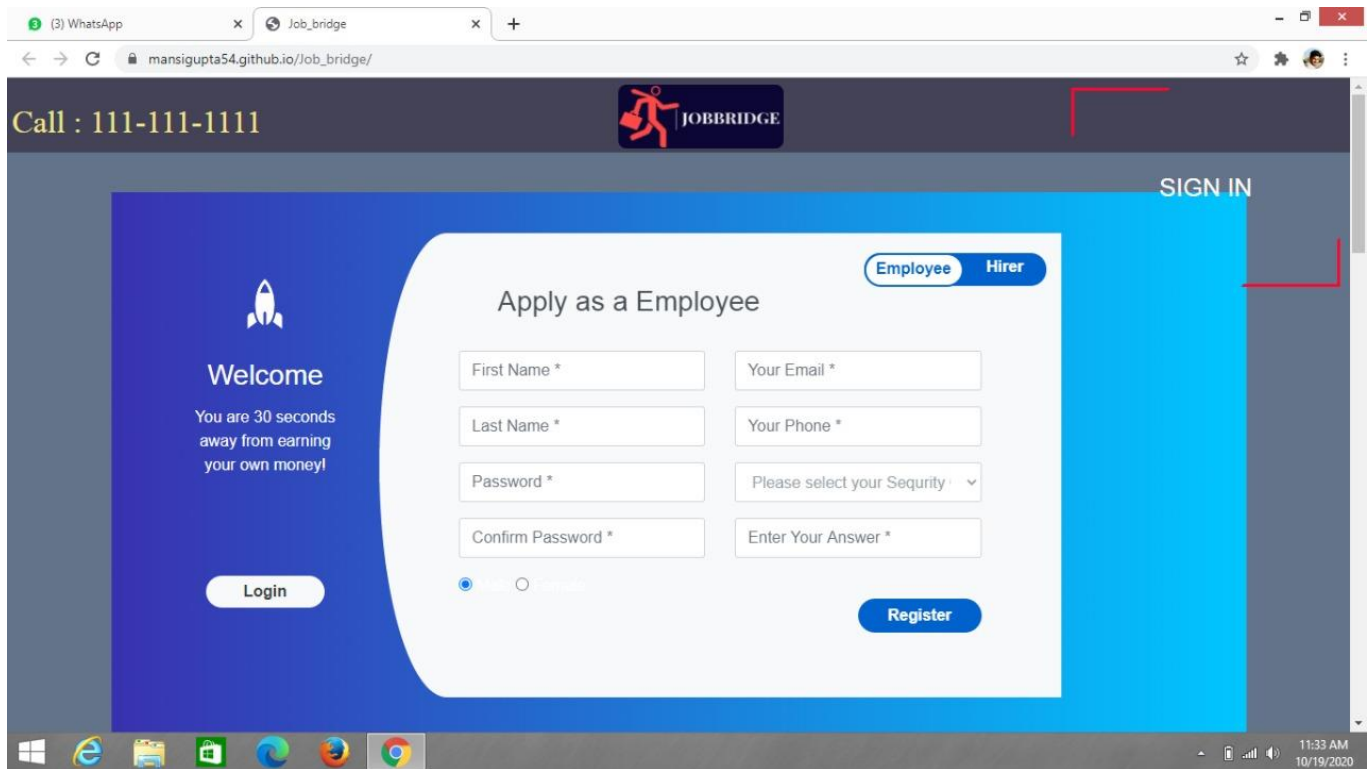 3 (3) WhatsApp
Job_bridge
mansigupta54.github.io/Job_bridge/
Call : 111-111-1111
JOBBRIDGE
SIGN IN
Employee Hirer
Apply as a Employee
Welcome
You are 30 seconds
away from earning
your own money!
Login
First Name *
Your Email *
Last Name *
Your Phone *
Password *
Please select your Sequrity
Confirm Password *
Enter Your Answer *
Register
11:33 AM
10/19/2020